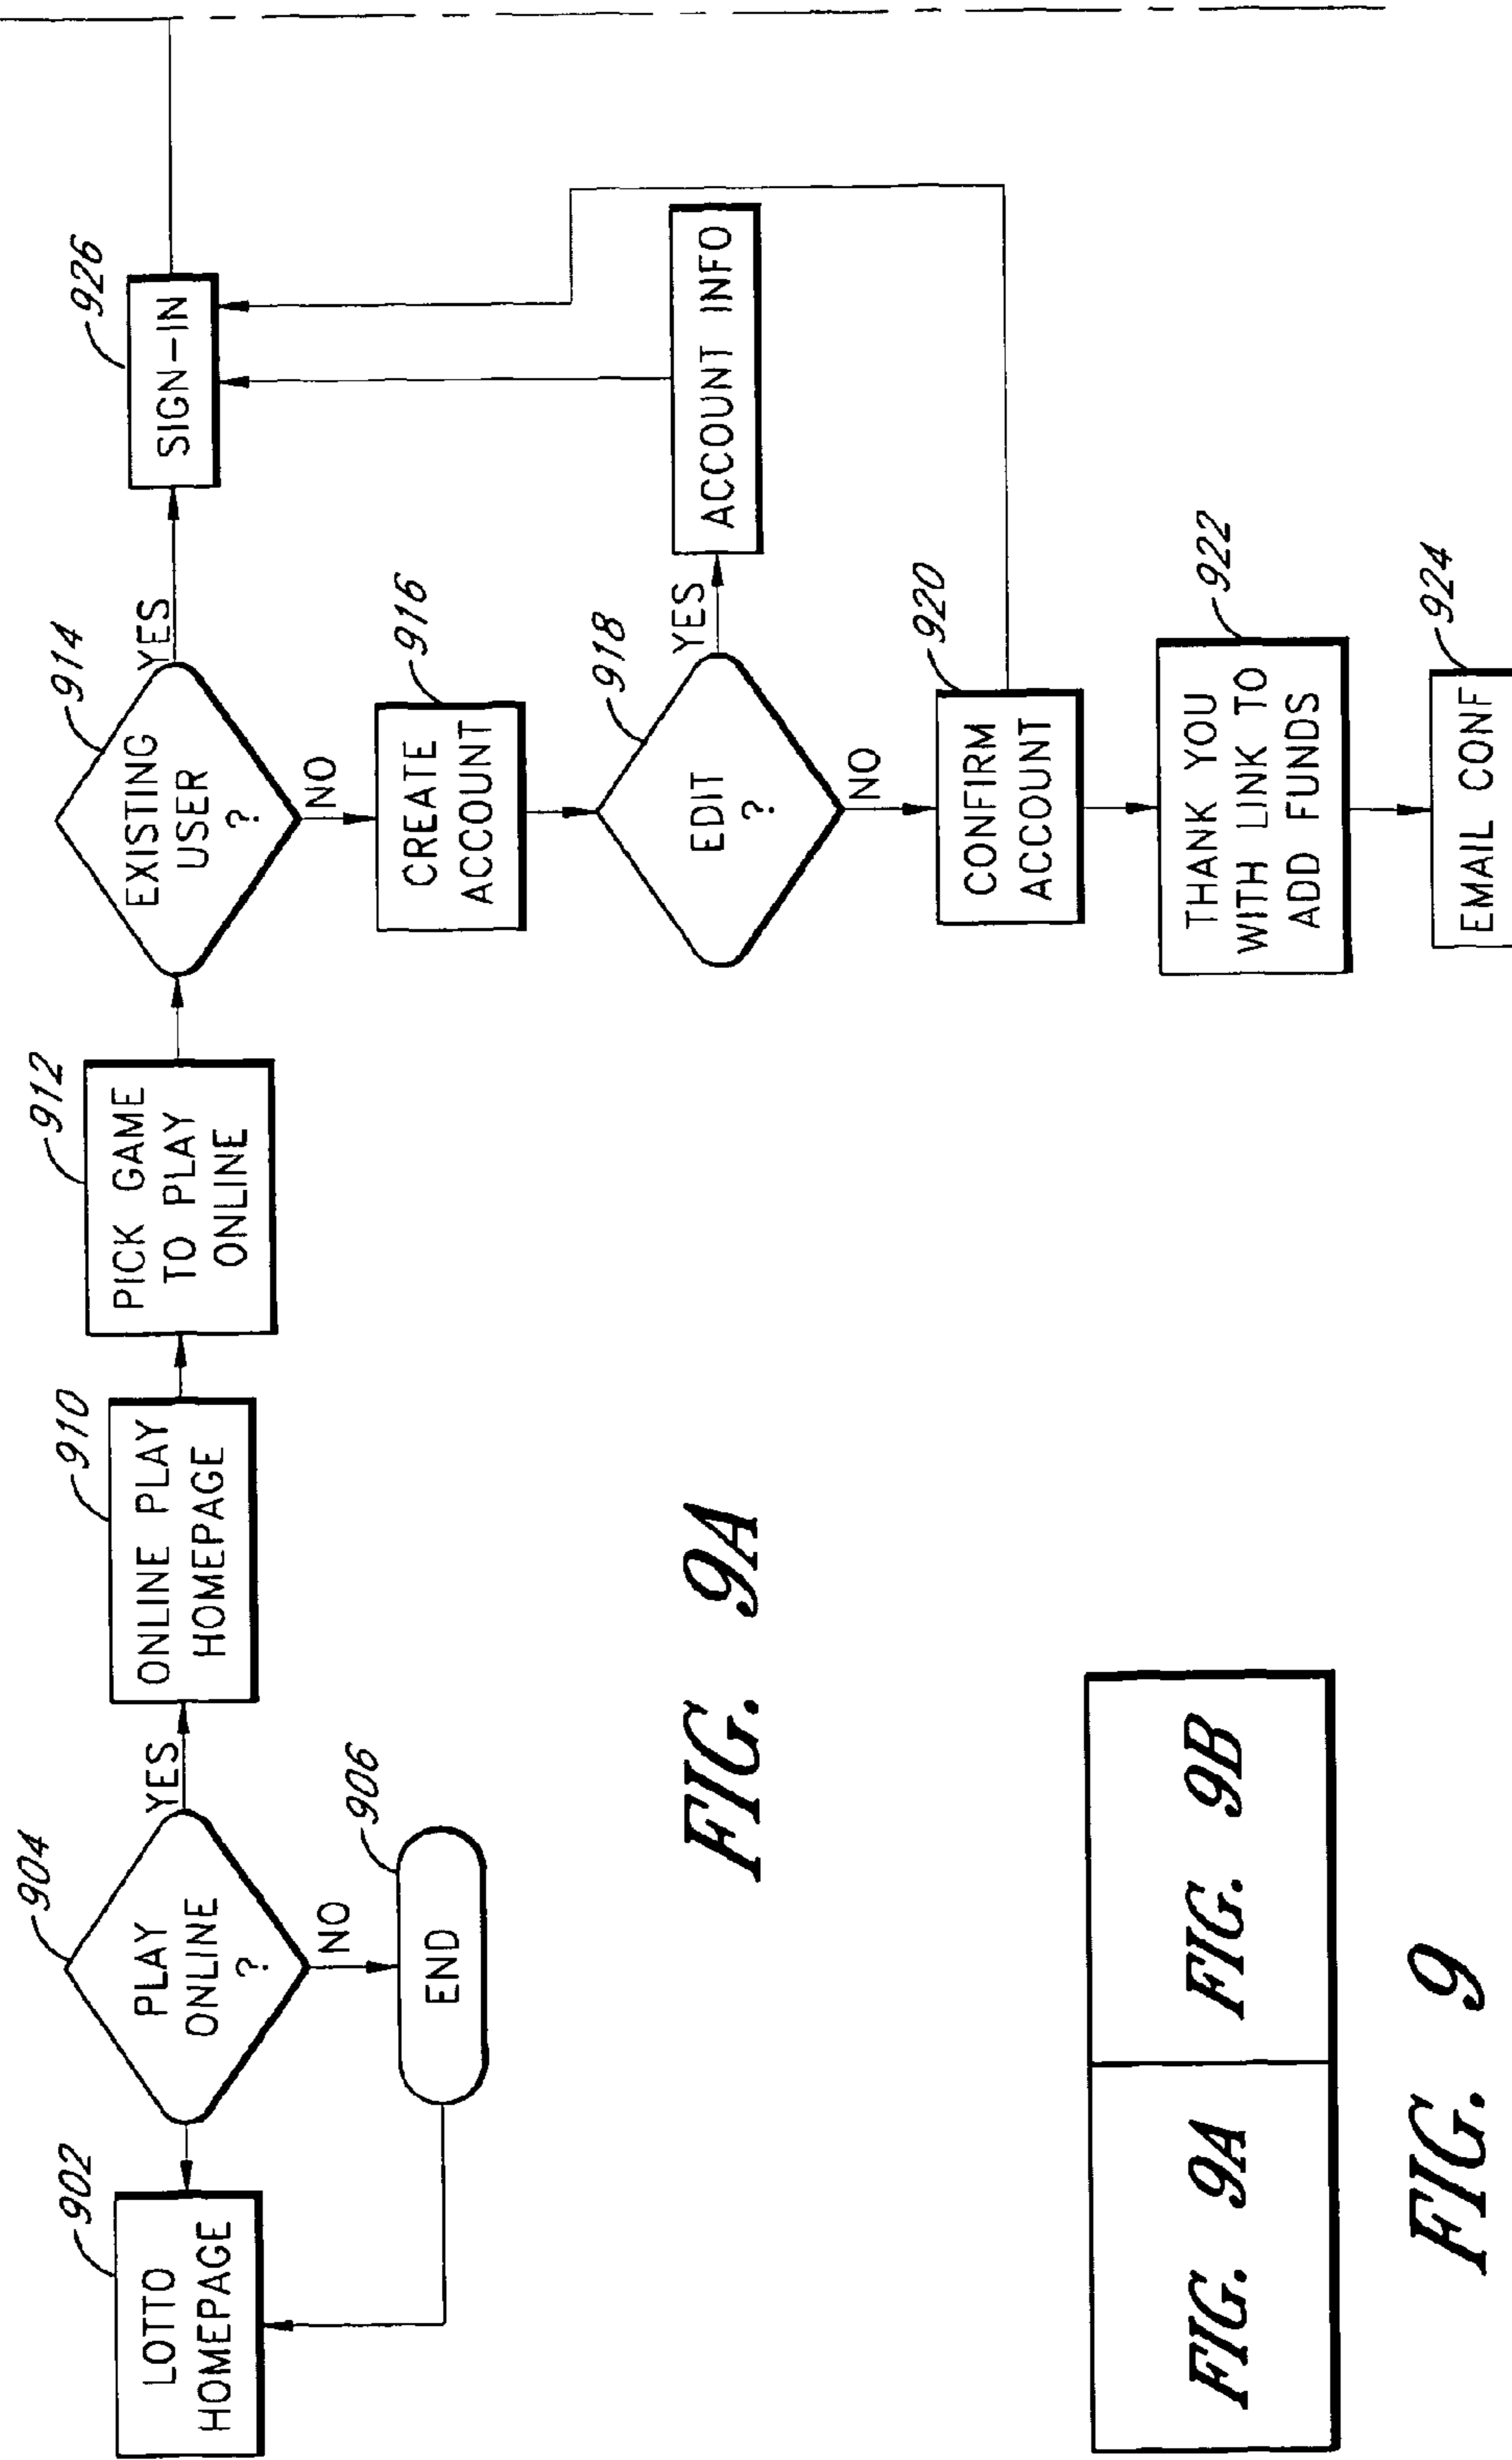 902
LOTTO
HOMEPAGE
904
PLAY
ONLINE
?
YES
NO
906
END
910
ONLINE PLAY
HOMEPAGE
912
PICK GAME
TO PLAY
ONLINE
914
EXISTING
USER
?
YES
NO
926
SIGN-IN
916
CREATE
ACCOUNT
918
EDIT
?
YES
NO
ACCOUNT INFO
920
CONFIRM
ACCOUNT
922
THANK YOU
WITH LINK TO
ADD FUNDS
924
EMAIL CONF
FIG. 9A
FIG. 9A
FIG. 9B
FIG. 9